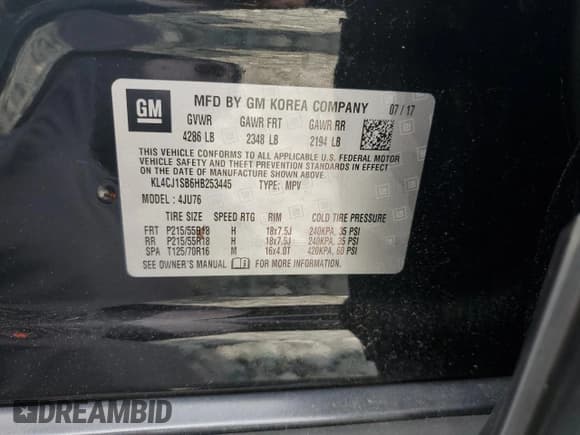 GM
MFD BY GM KOREA COMPANY 07 / 17
GVWR GAWR FRT GAWR RR
4286 LB 2348 LB 2194 LB
THIS VEHICLE CONFORMS TO ALL APPLICABLE U.S. FEDERAL MOTOR
VEHICLE SAFETY AND THEFT PREVENTION STANDARDS IN EFFECT
ON THE DATE OF MANUFACTURE SHOWN ABOVE.
KL4CJ1SB6HB253445 TYPE: MPV
MODEL : 4JU76
TIRE SIZE SPEED RTG RIM COLD TIRE PRESSURE
FRT P215/55R18 H 18x7.5J 240KPA, 35 PSI
RR P215/55R18 H 18x7.5J 240KPA, 35 PSI
SPA T125/70R16 M 16x4.0T 420KPA, 60 PSI
SEE OWNER'S MANUAL FOR MORE INFORMATION.
DREAMBID